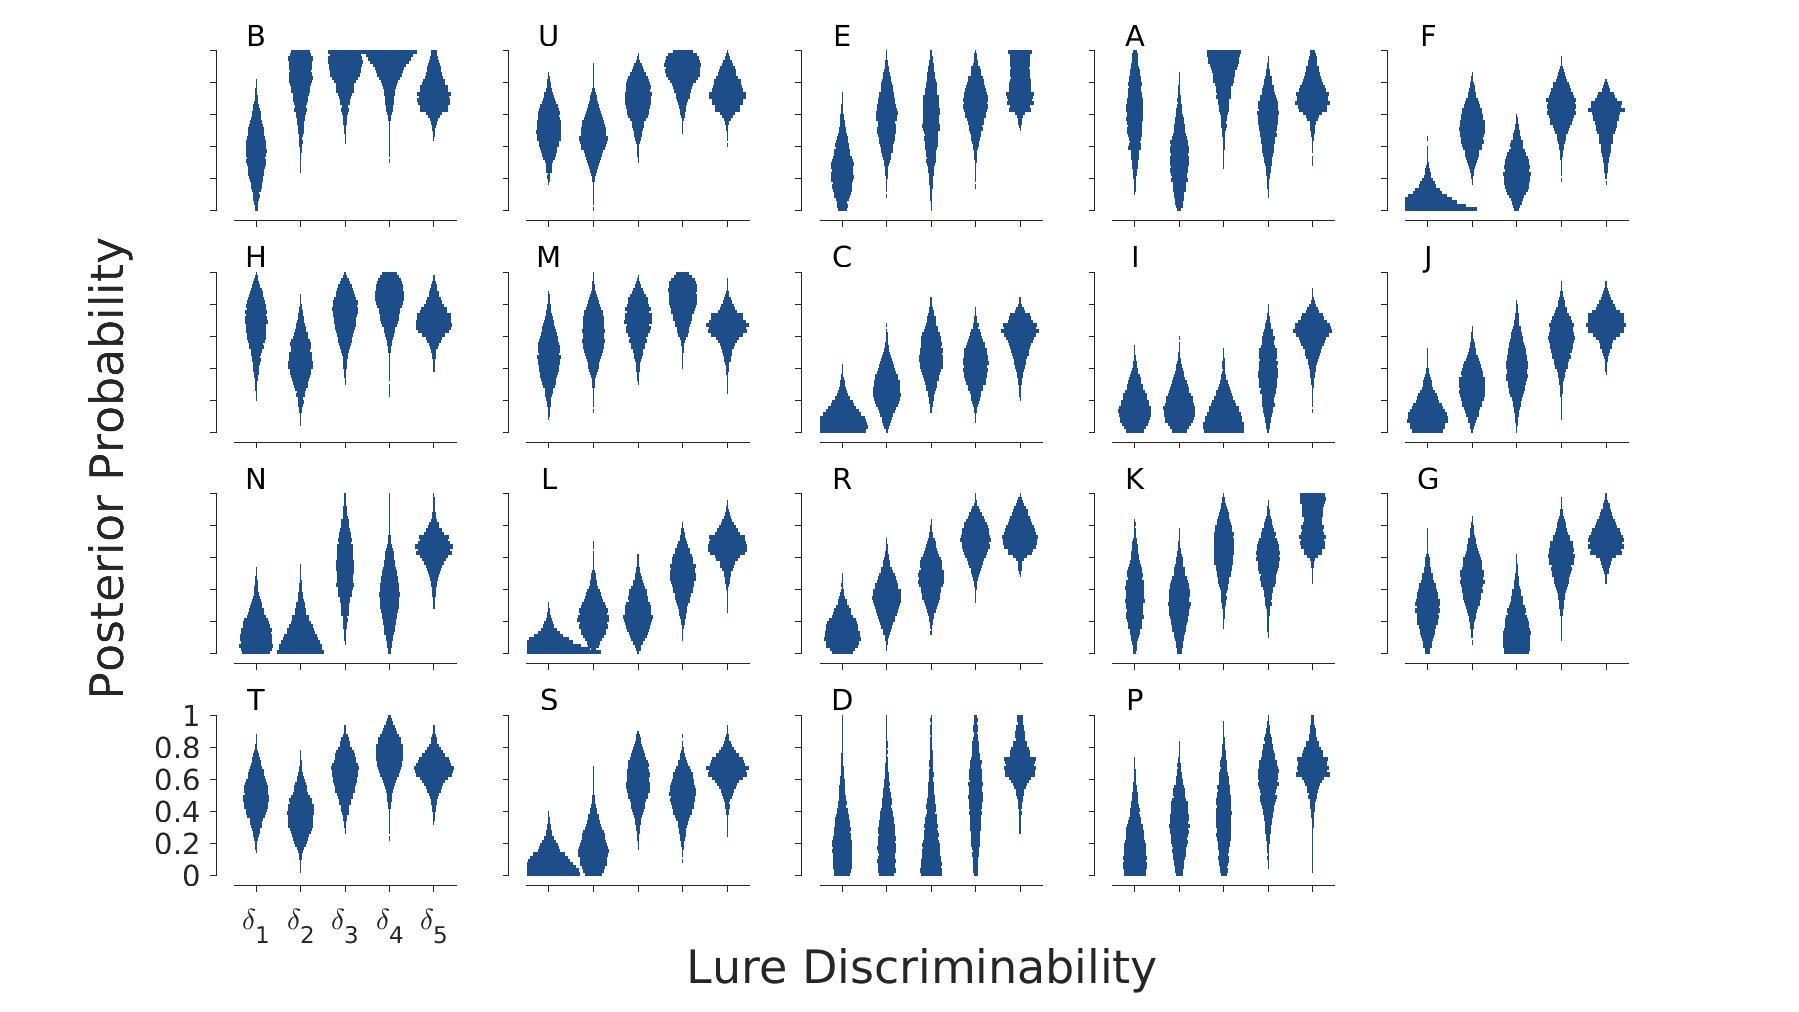 B U E A F
H M C I J
N L R K G
T S D P
1
0.8
0.6
0.4
0.2
0
δ1 δ2 δ3 δ4 δ5
Posterior Probability
Lure Discriminability